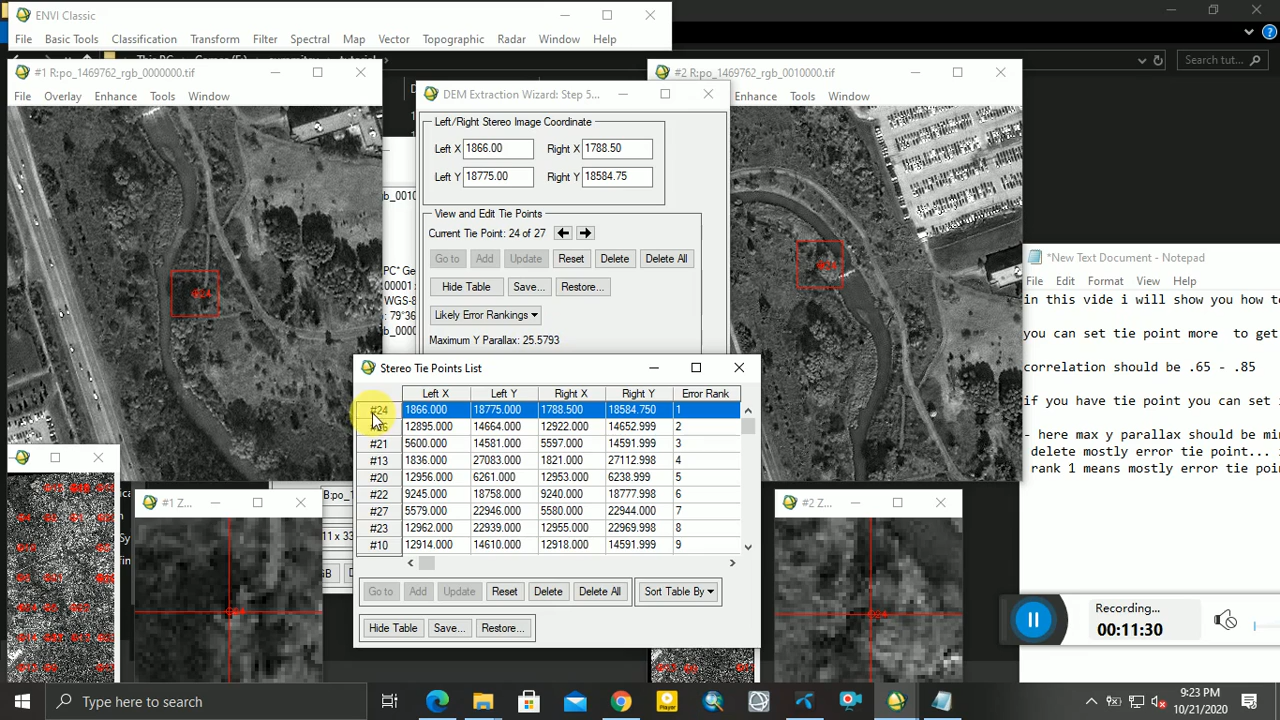 ENVI Classic
File Basic Tools Classification Transform Filter Spectral Map Vector Topographic Radar Window Help
Search tut...
#1 R:po_1469762_rgb_0000000.tif
File Overlay Enhance Tools Window
#2 R:po_1469762_rgb_0010000.tif
Enhance Tools Window
DEM Extraction Wizard: Step 5...
Left/Right Stereo Image Coordinate
Left X 1866.00 Right X 1788.50
Left Y 18775.00 Right Y 18584.75
View and Edit Tie Points
Current Tie Point: 24 of 27
Go to Add Update Reset Delete Delete All
Hide Table Save... Restore...
Likely Error Rankings
Maximum Y Parallax: 25.5793
*New Text Document - Notepad
File Edit Format View Help
in this vide i will show you how to
you can set tie point more to get
correlation should be .65 - .85
if you have tie point you can set i
- here max y parallax should be min
delete mostly error tie point... i
rank 1 means mostly error tie poi
Stereo Tie Points List
Left X Left Y Right X Right Y Error Rank
#24 1866.000 18775.000 1788.500 18584.750 1
12895.000 14664.000 12922.000 14652.999 2
#21 5600.000 14581.000 5597.000 14591.999 3
#13 1836.000 27083.000 1821.000 27112.998 4
#20 12956.000 6261.000 12953.000 6238.999 5
#22 9245.000 18758.000 9240.000 18777.998 6
#27 5579.000 22946.000 5580.000 22944.000 7
#23 12962.000 22939.000 12955.000 22969.998 8
#10 12914.000 14610.000 12918.000 14591.999 9
Go to Add Update Reset Delete Delete All Sort Table By
Hide Table Save... Restore...
#1 Z...
#2 Z...
Recording...
00:11:30
Type here to search
Player
9:23 PM
10/21/2020